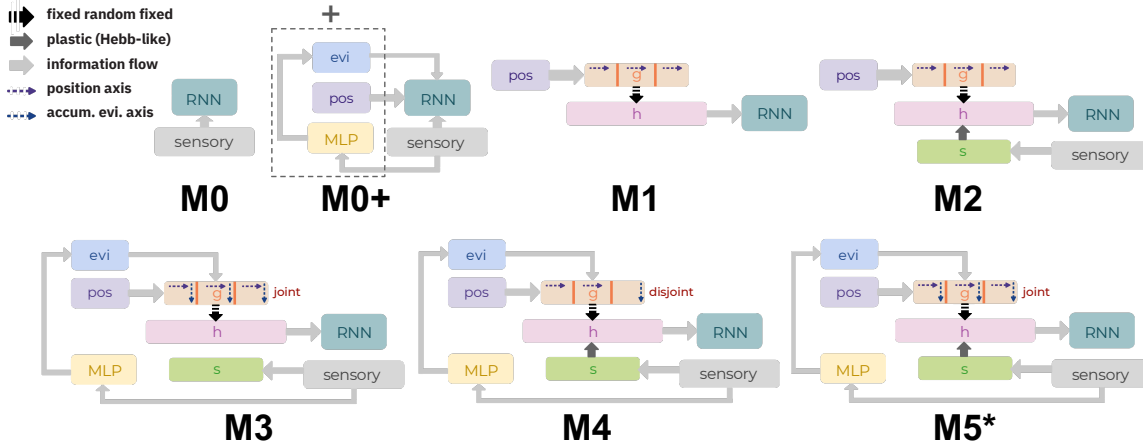 fixed random fixed
plastic (Hebb-like)
information flow
position axis
accum. evi. axis
RNN
sensory
M0
+
evi
pos
RNN
MLP
sensory
M0+
pos
g
h
RNN
M1
pos
g
h
RNN
s
sensory
M2
evi
pos
g
joint
h
RNN
MLP
s
sensory
M3
evi
pos
g
disjoint
h
RNN
MLP
s
sensory
M4
evi
pos
g
joint
h
RNN
MLP
s
sensory
M5*